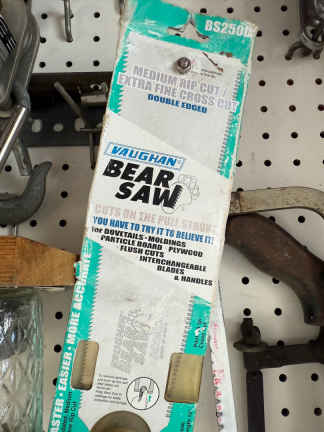 BS250D
MEDIUM RIP CUT /
EXTRA FINE CROSS CUT
DOUBLE EDGED
VAUGHAN®
BEAR
SAW
CUTS ON THE PULL STROKE
YOU HAVE TO TRY IT TO BELIEVE IT!
for DOVETAILS • MOLDINGS
PARTICLE BOARD PLYWOOD
FLUSH CUTS
INTERCHANGEABLE
BLADES
& HANDLES
ASTER • EASIER • MORE ACCURATE